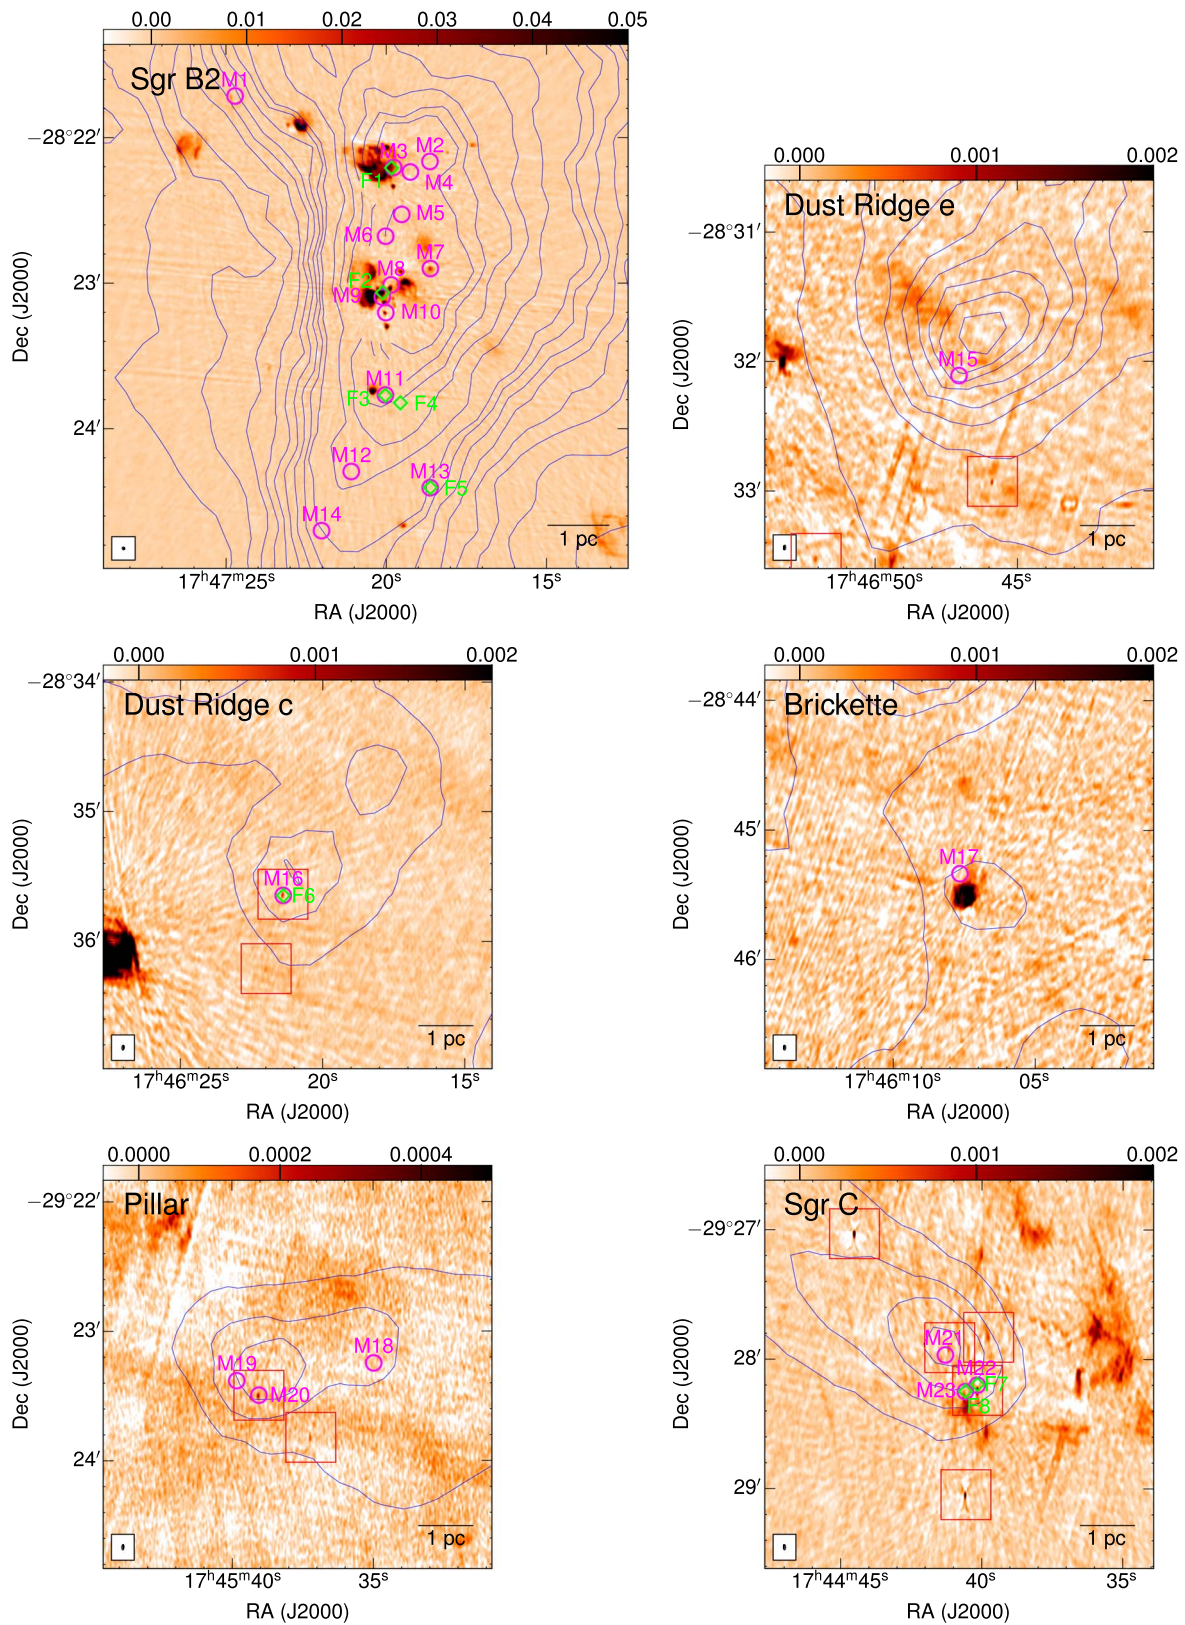 0.00 0.01 0.02 0.03 0.04 0.05
Sgr B2
M1
−28°22′
M3 M2
F1 M4
M5
M6
M7
M8
F2
23′
M9
M10
M11
F3 F4
24′
M12
M13
F5
M14
1 pc
17ʰ47ᵐ25ˢ 20ˢ 15ˢ
RA (J2000)
Dec (J2000)
0.000 0.001 0.002
Dust Ridge e
−28°31′
32′
M15
33′
1 pc
17ʰ46ᵐ50ˢ 45ˢ
RA (J2000)
Dec (J2000)
0.000 0.001 0.002
−28°34′
Dust Ridge c
35′
M16
F6
36′
1 pc
17ʰ46ᵐ25ˢ 20ˢ 15ˢ
RA (J2000)
Dec (J2000)
0.000 0.001 0.002
−28°44′
Brickette
45′
M17
46′
1 pc
17ʰ46ᵐ10ˢ 05ˢ
RA (J2000)
Dec (J2000)
0.0000 0.0002 0.0004
−29°22′
Pillar
23′
M18
M19
M20
24′
1 pc
17ʰ45ᵐ40ˢ 35ˢ
RA (J2000)
Dec (J2000)
0.000 0.001 0.002
Sgr C
−29°27′
M21
28′
M22
M23 F7
F8
29′
1 pc
17ʰ44ᵐ45ˢ 40ˢ 35ˢ
RA (J2000)
Dec (J2000)